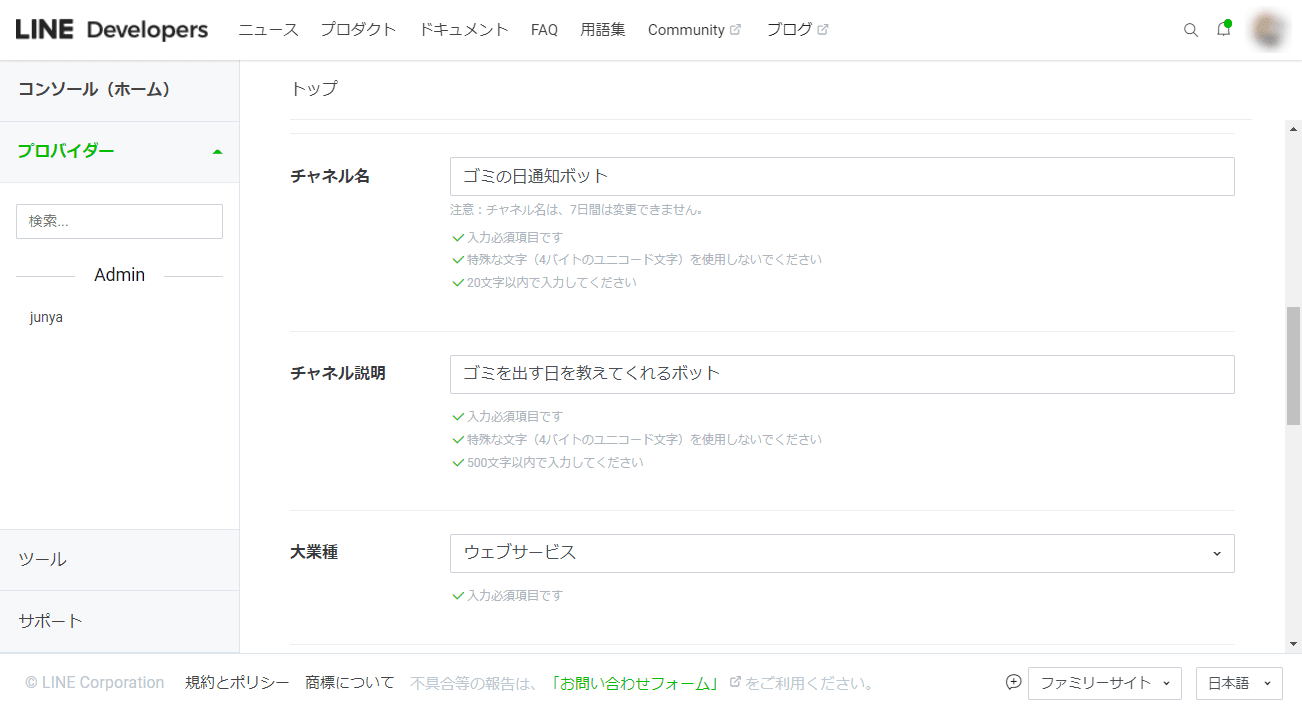 LINE Developers ニュース プロダクト ドキュメント FAQ 用語集 Community ブログ
コンソール（ホーム）
プロバイダー
検索...
Admin
junya
ツール
サポート
トップ
チャネル名
ゴミの日通知ボット
注意：チャネル名は、7日間は変更できません。
入力必須項目です
特殊な文字（4バイトのユニコード文字）を使用しないでください
20文字以内で入力してください
チャネル説明
ゴミを出す日を教えてくれるボット
入力必須項目です
特殊な文字（4バイトのユニコード文字）を使用しないでください
500文字以内で入力してください
大業種
ウェブサービス
入力必須項目です
© LINE Corporation 規約とポリシー 商標について 不具合等の報告は、「お問い合わせフォーム」をご利用ください。 ファミリーサイト 日本語